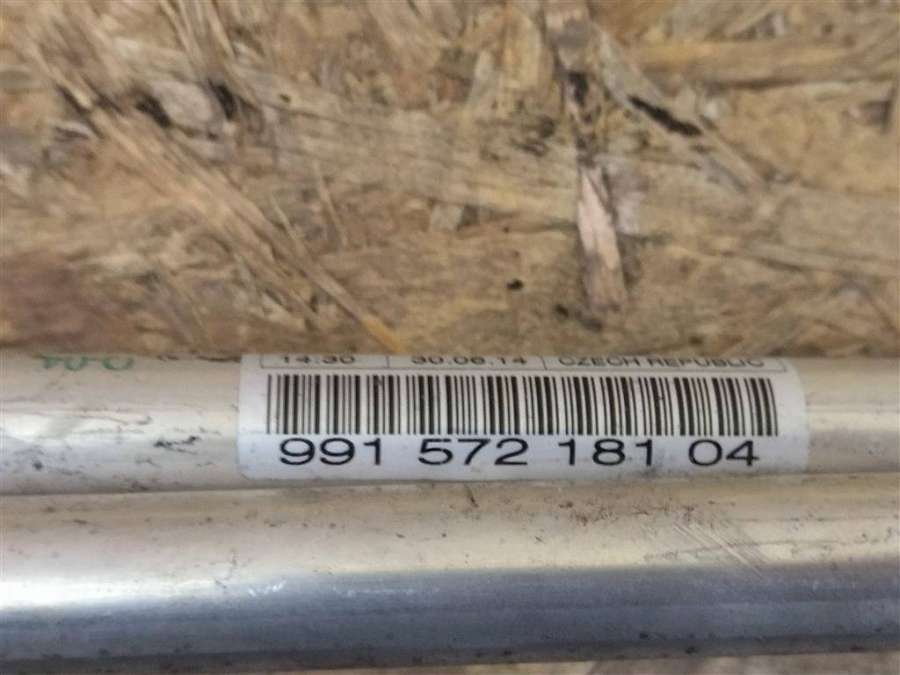 14:30 30.06.14 CZECH REPUBLIC
991 572 181 04